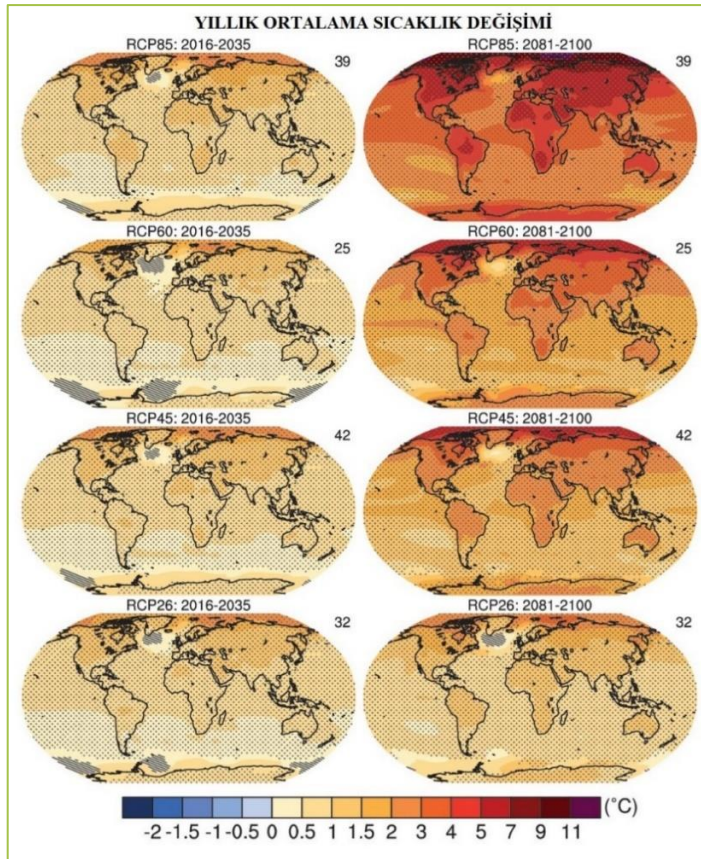 YILLIK ORTALAMA SICAKLIK DEĞİŞİMİ
RCP85: 2016-2035
39
RCP85: 2081-2100
39
RCP60: 2016-2035
25
RCP60: 2081-2100
25
RCP45: 2016-2035
42
RCP45: 2081-2100
42
RCP26: 2016-2035
32
RCP26: 2081-2100
32
(°C)
-2 -1.5 -1 -0.5 0 0.5 1 1.5 2 3 4 5 7 9 11